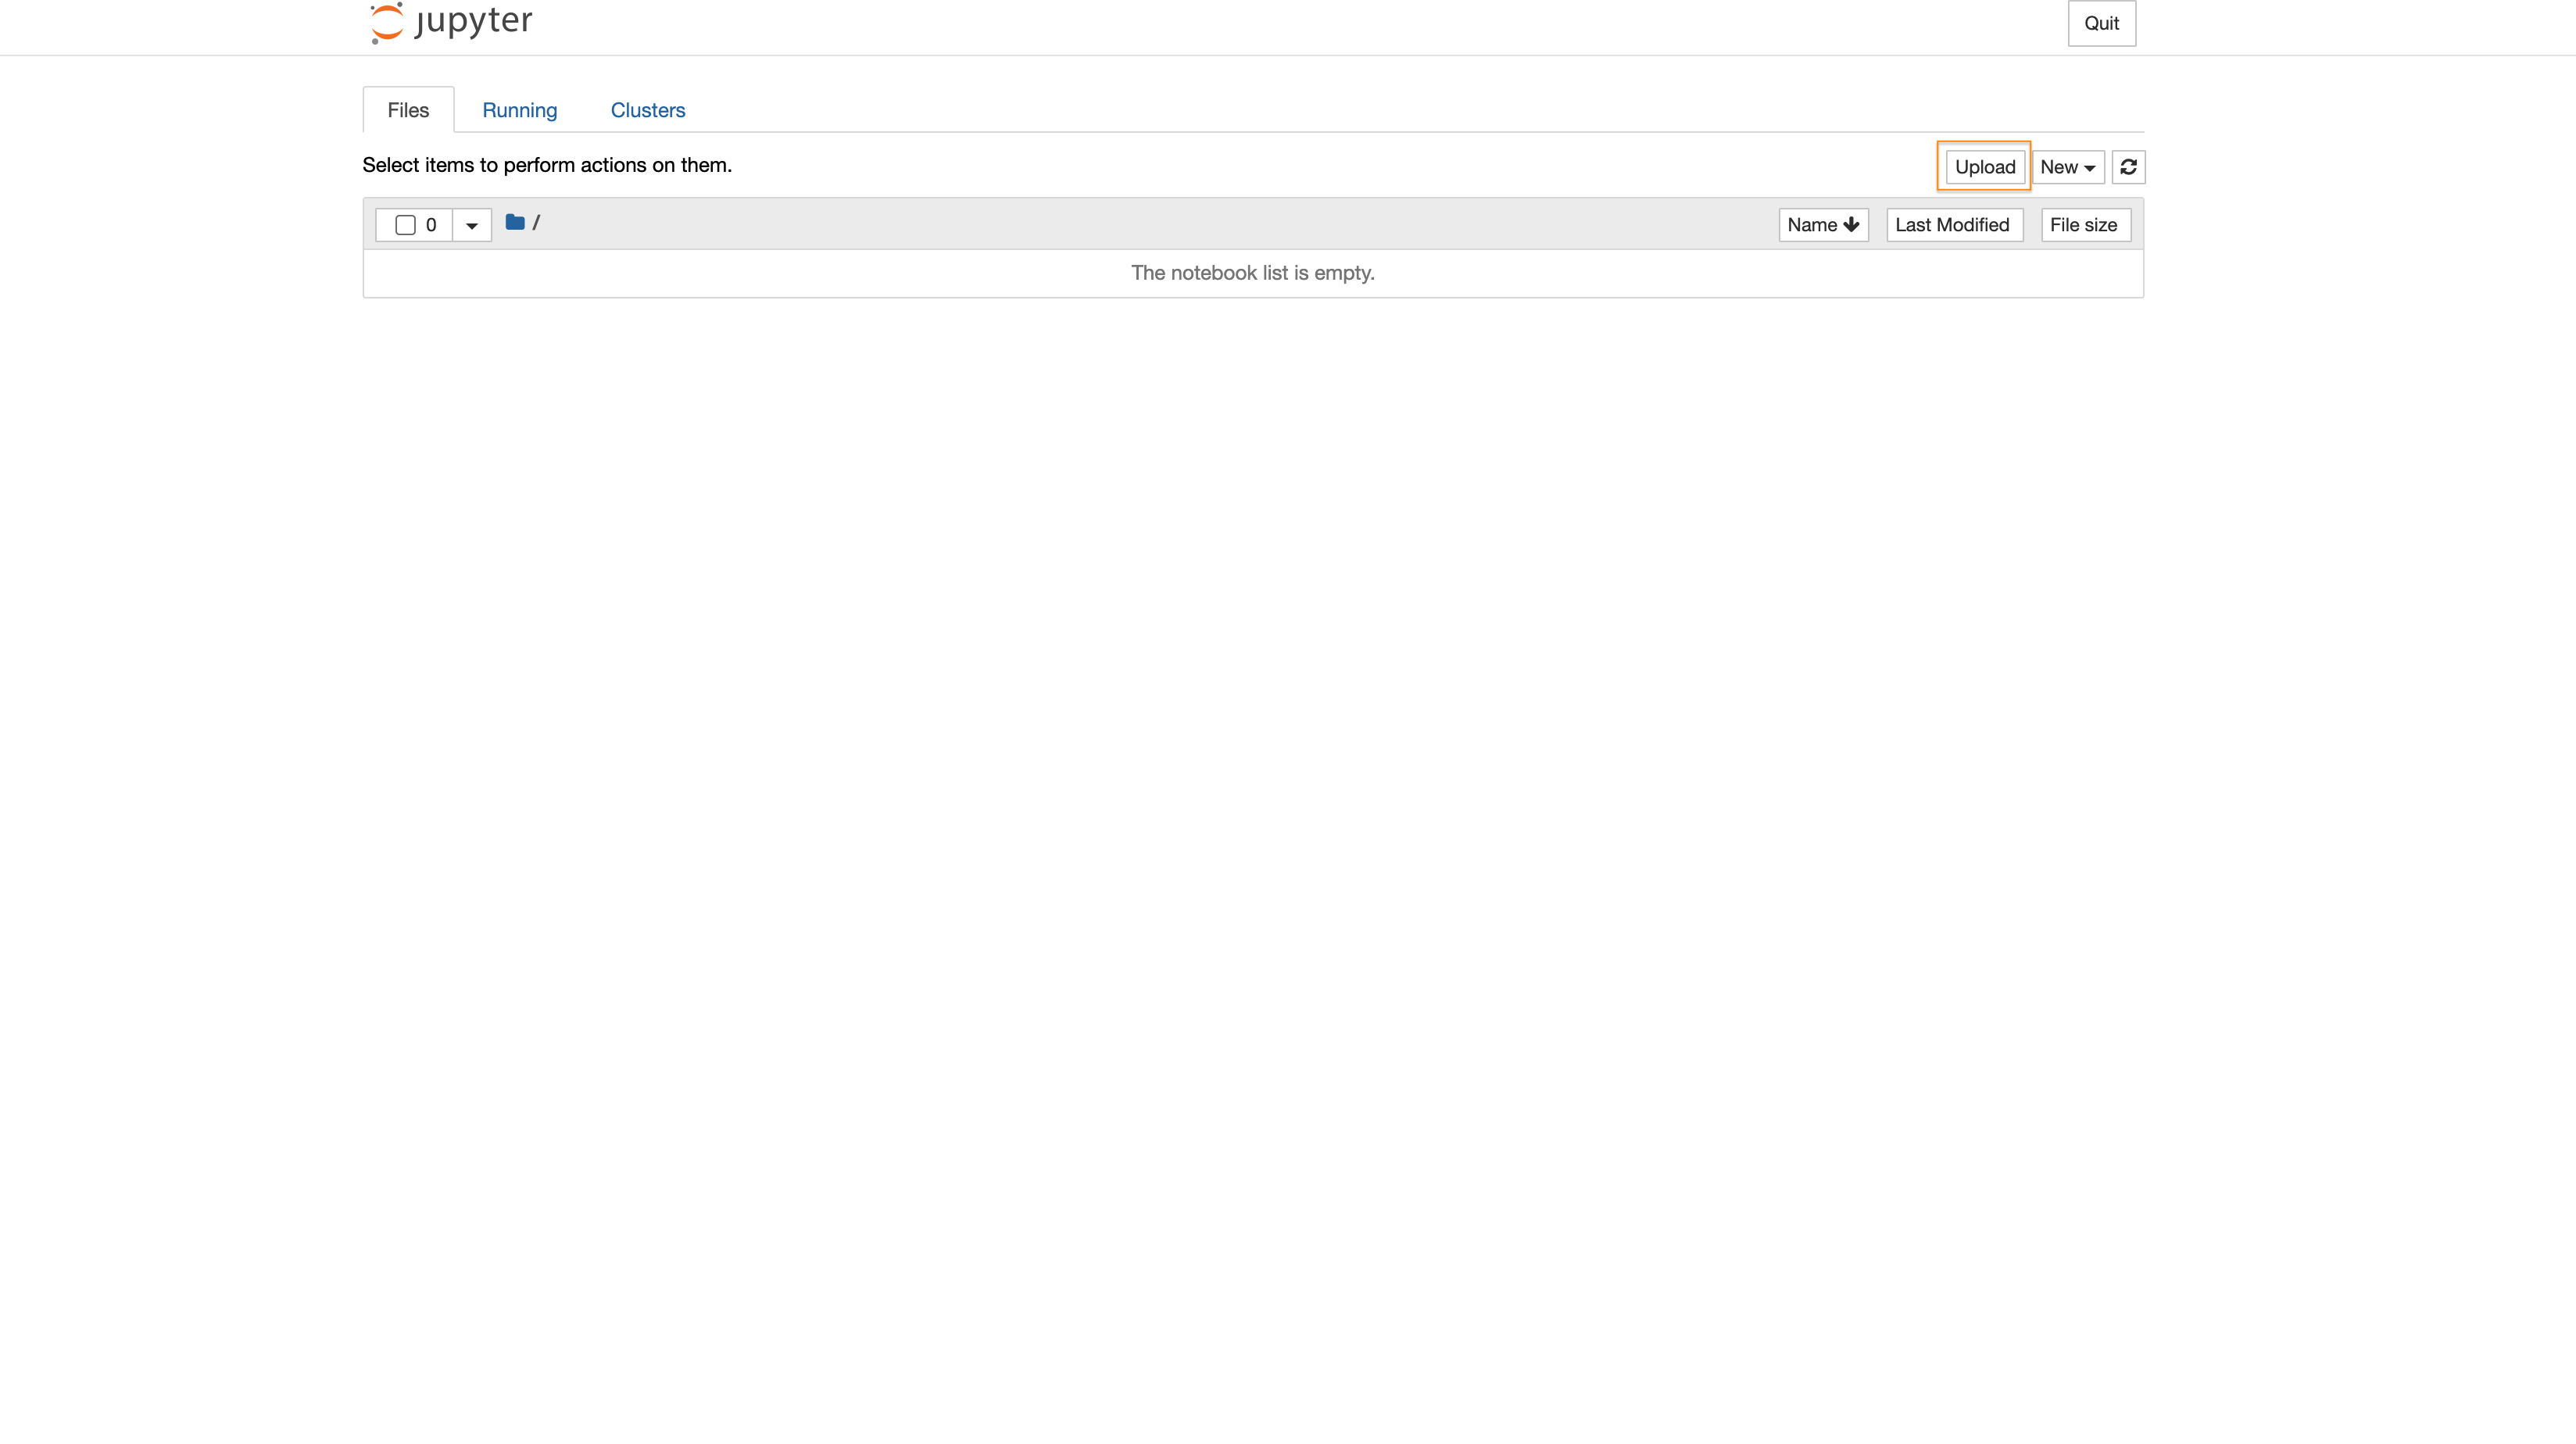 jupyter
Quit
Files Running Clusters
Select items to perform actions on them.
Upload New
0 / Name Last Modified File size
The notebook list is empty.